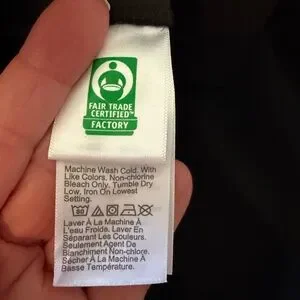 FAIR TRADE
CERTIFIED™
FACTORY
Machine Wash Cold. With
Like Colors. Non-chlorine
Bleach Only. Tumble Dry
Low, Iron On Lowest
Setting.
Laver À La Machine À
L'eau Froide. Laver En
Séparant Les Couleurs.
Seulement Agent De
Blanchiment Non-chlore.
Sécher À La Machine À
Basse Température.